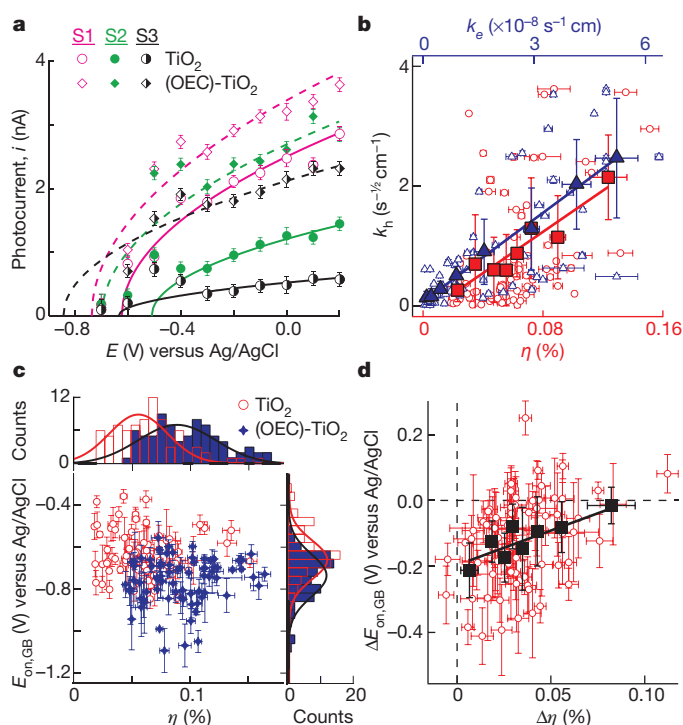 a
S1 S2 S3
TiO2
(OEC)-TiO2
Photocurrent, i (nA)
4
2
0
−0.8 −0.4 0.0
E (V) versus Ag/AgCl
b
ke (×10−8 s−1 cm)
0 3 6
kh (s−½ cm−1)
4
2
0
0.08 0.16
η (%)
c
Counts
12
6
0
TiO2
(OEC)-TiO2
Eon,GB (V) versus Ag/AgCl
−0.4
−0.8
−1.2
0 0.1
η (%)
0 20
Counts
d
ΔEon,GB (V) versus Ag/AgCl
0.2
−0.0
−0.2
−0.4
0 0.05 0.10
Δη (%)